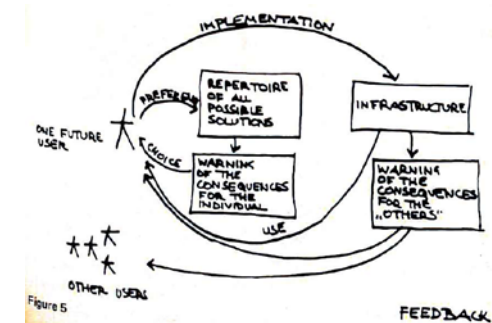 IMPLEMENTATION
PREFERENCE
REPERTOIRE
OF ALL
POSSIBLE
SOLUTIONS
INFRASTRUCTURE
ONE FUTURE
USER
CHOICE
WARNING
OF THE
CONSEQUENCES
FOR THE
INDIVIDUAL
WARNING
OF THE
CONSEQUENCES
FOR THE
„OTHERS"
USE
OTHER USERS
Figure 5
FEEDBACK